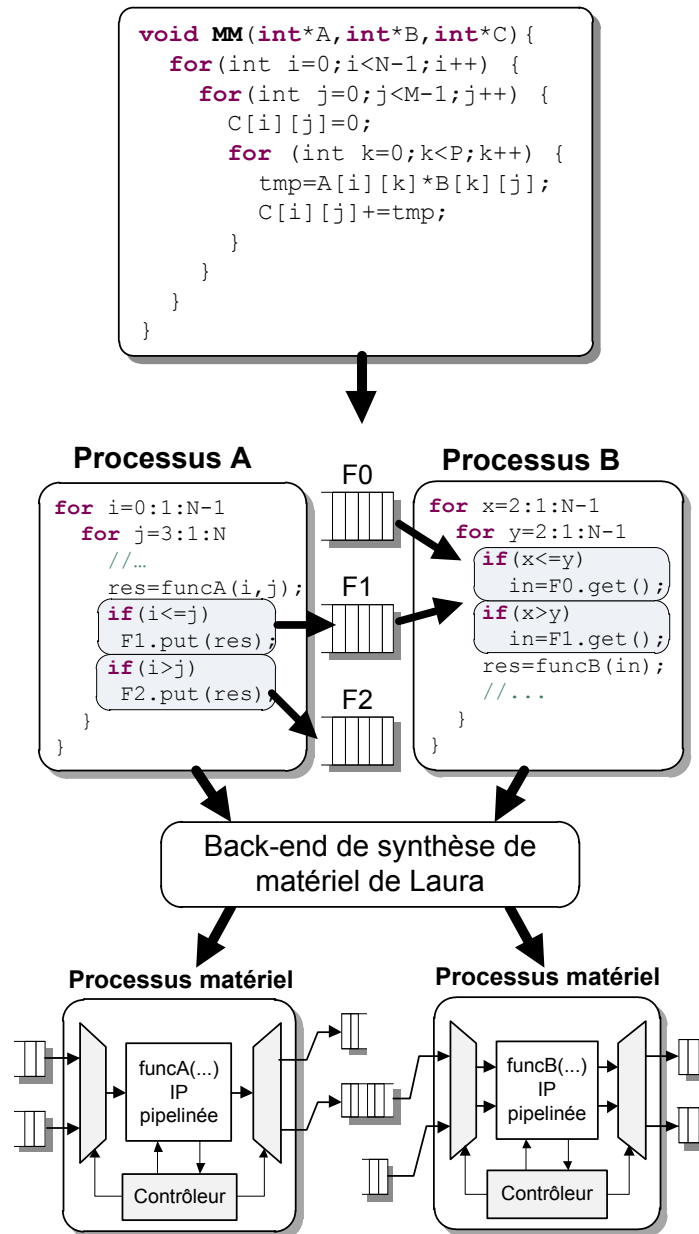 void MM(int*A,int*B,int*C){
for(int i=0;i<N-1;i++) {
for(int j=0;j<M-1;j++) {
C[i][j]=0;
for (int k=0;k<P;k++) {
tmp=A[i][k]*B[k][j];
C[i][j]+=tmp;
}
}
}
}
Processus A
for i=0:1:N-1
for j=3:1:N
//…
res=funcA(i,j);
if(i<=j)
F1.put(res);
if(i>j)
F2.put(res);
}
}
F0
F1
F2
Processus B
for x=2:1:N-1
for y=2:1:N-1
if(x<=y)
in=F0.get();
if(x>y)
in=F1.get();
res=funcB(in);
//...
}
}
Back-end de synthèse de
matériel de Laura
Processus matériel
funcA(...)
IP
pipelinée
Contrôleur
Processus matériel
funcB(...)
IP
pipelinée
Contrôleur